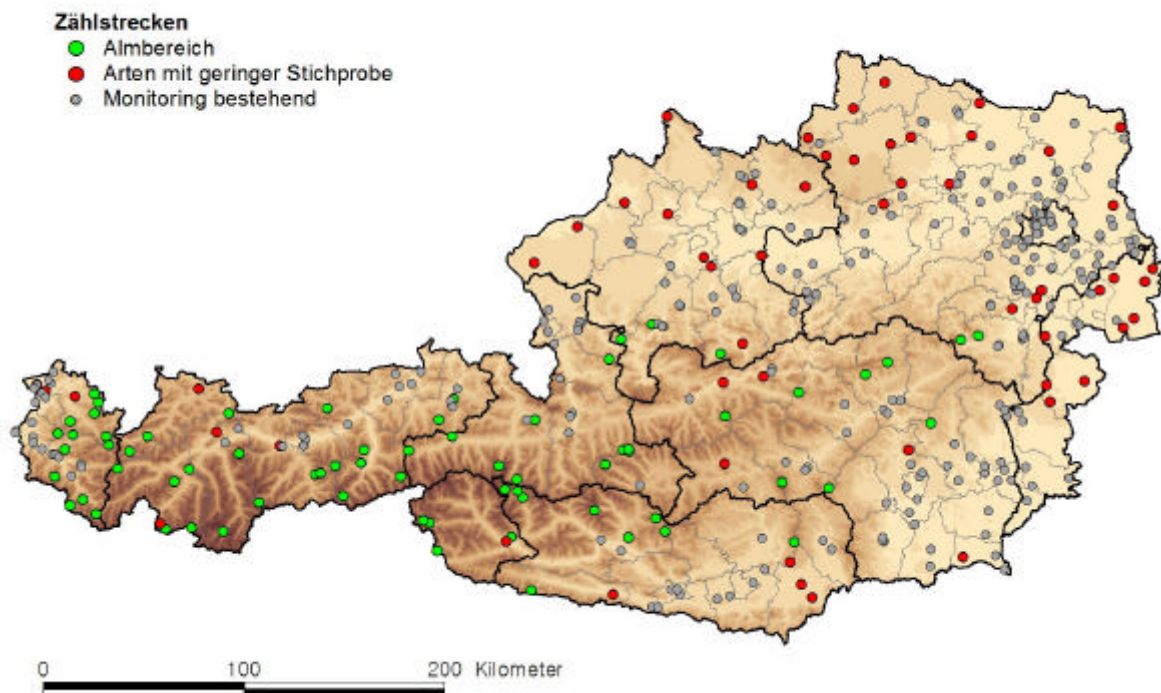 Zählstrecken
Almbereich
Arten mit geringer Stichprobe
Monitoring bestehend
0 100 200 Kilometer